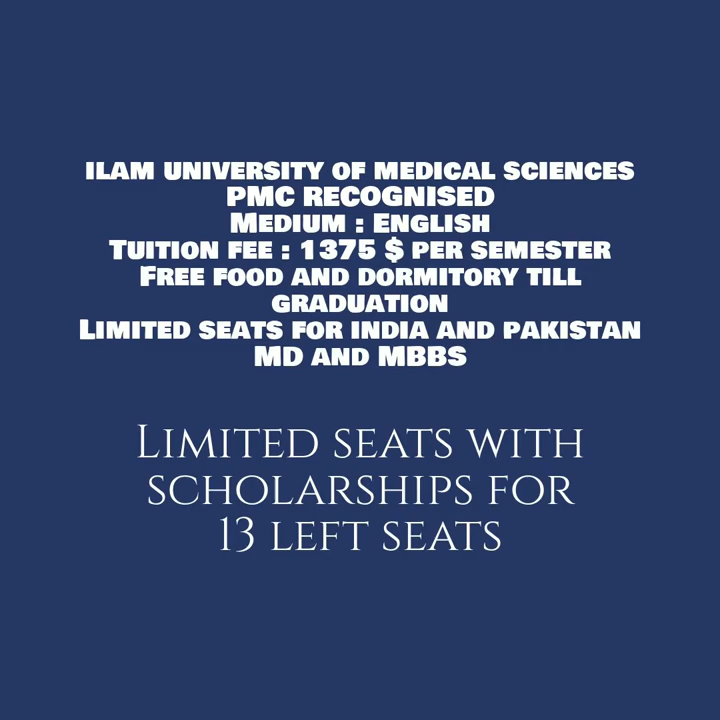 ILAM UNIVERSITY OF MEDICAL SCIENCES
PMC RECOGNISED
MEDIUM : ENGLISH
TUITION FEE : 1375 $ PER SEMESTER
FREE FOOD AND DORMITORY TILL
GRADUATION
LIMITED SEATS FOR INDIA AND PAKISTAN
MD AND MBBS
LIMITED SEATS WITH
SCHOLARSHIPS FOR
13 LEFT SEATS